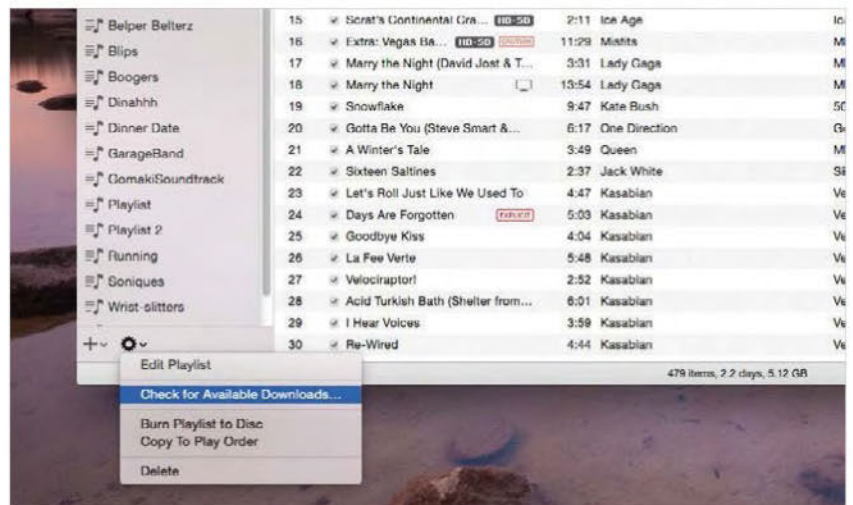 Belper Belterz
Blips
Boogers
Dinahhh
Dinner Date
GarageBand
GomakiSoundtrack
Playlist
Playlist 2
Running
Soniques
Wrist-slitters
15 Scrat's Continental Cra... HD-SD 2:11 Ice Age
16 Extra: Vegas Ba... HD-SD 11:29 Misfits
17 Marry the Night (David Jost & T... 3:31 Lady Gaga
18 Marry the Night 13:54 Lady Gaga
19 Snowflake 9:47 Kate Bush
20 Gotta Be You (Steve Smart &... 6:17 One Direction
21 A Winter's Tale 3:49 Queen
22 Sixteen Saltines 2:37 Jack White
23 Let's Roll Just Like We Used To 4:47 Kasabian
24 Days Are Forgotten EXPLICIT 5:03 Kasabian
25 Goodbye Kiss 4:04 Kasabian
26 La Fee Verte 5:48 Kasabian
27 Velociraptor! 2:52 Kasabian
28 Acid Turkish Bath (Shelter from... 6:01 Kasabian
29 I Hear Voices 3:59 Kasabian
30 Re-Wired 4:44 Kasabian
479 items, 2.2 days, 5.12 GB
Edit Playlist
Check for Available Downloads...
Burn Playlist to Disc
Copy To Play Order
Delete